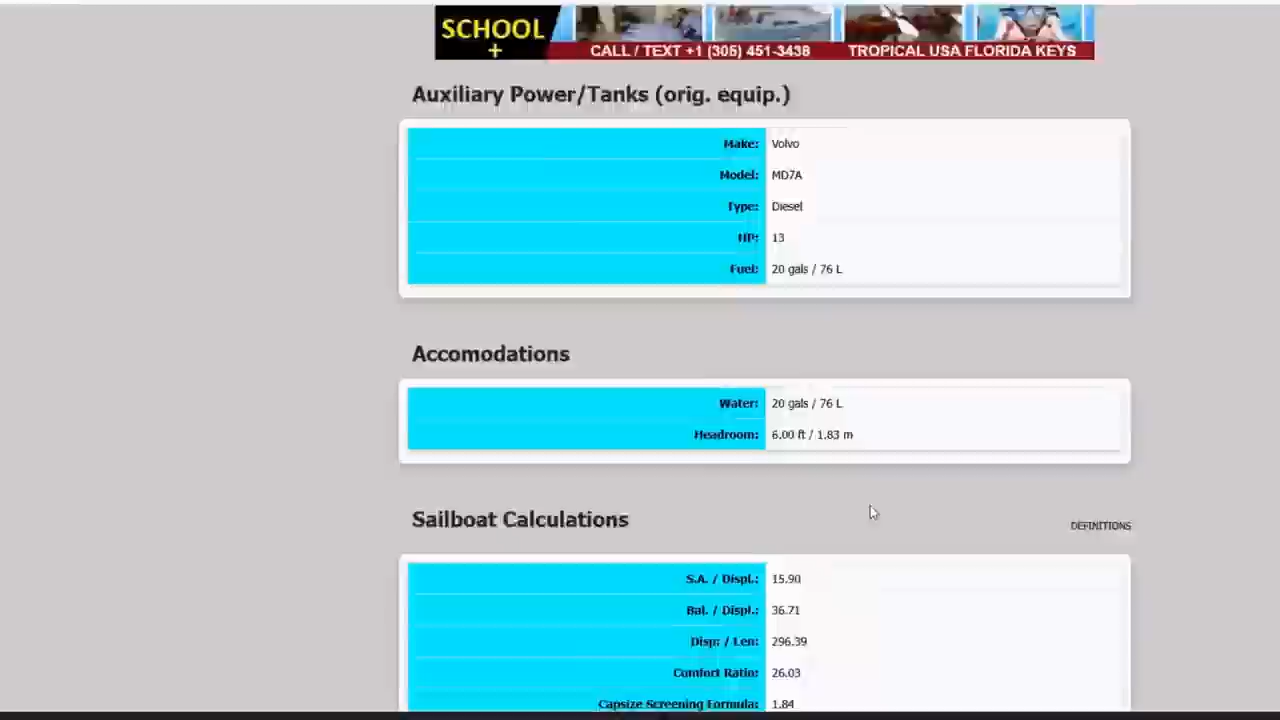 SCHOOL
+
CALL / TEXT +1 (305) 451-3438 TROPICAL USA FLORIDA KEYS
Auxiliary Power/Tanks (orig. equip.)
Make: Volvo
Model: MD7A
Type: Diesel
HP: 13
Fuel: 20 gals / 76 L
Accomodations
Water: 20 gals / 76 L
Headroom: 6.00 ft / 1.83 m
Sailboat Calculations
DEFINITIONS
S.A. / Displ.: 15.90
Bal. / Displ.: 36.71
Disp: / Len: 296.39
Comfort Ratio: 26.03
Capsize Screening Formula: 1.84